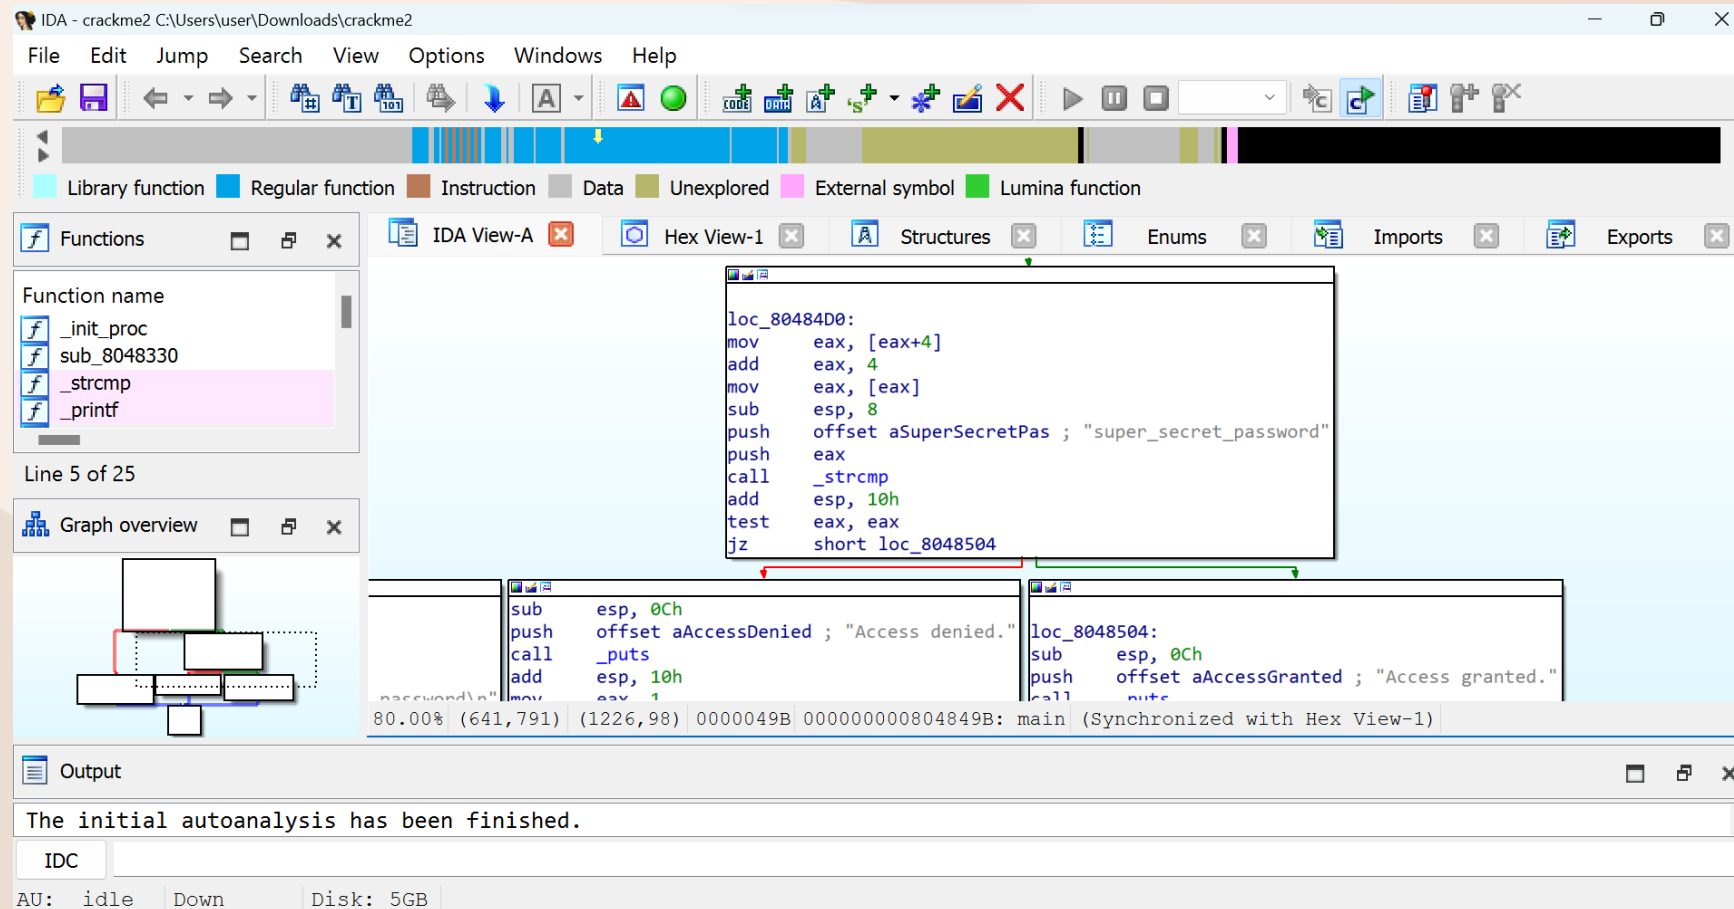 IDA - crackme2 C:\Users\user\Downloads\crackme2
File Edit Jump Search View Options Windows Help
Library function Regular function Instruction Data Unexplored External symbol Lumina function
Functions
IDA View-A Hex View-1 Structures Enums Imports Exports
Function name
_init_proc
sub_8048330
_strcmp
_printf
Line 5 of 25
Graph overview
loc_80484D0:
mov eax, [eax+4]
add eax, 4
mov eax, [eax]
sub esp, 8
push offset aSuperSecretPas ; "super_secret_password"
push eax
call _strcmp
add esp, 10h
test eax, eax
jz short loc_8048504
password\n"
sub esp, 0Ch
push offset aAccessDenied ; "Access denied."
call _puts
add esp, 10h
mov eax, 1
loc_8048504:
sub esp, 0Ch
push offset aAccessGranted ; "Access granted."
call _puts
80.00% (641,791) (1226,98) 0000049B 000000000804849B: main (Synchronized with Hex View-1)
Output
The initial autoanalysis has been finished.
IDC
AU: idle Down Disk: 5GB